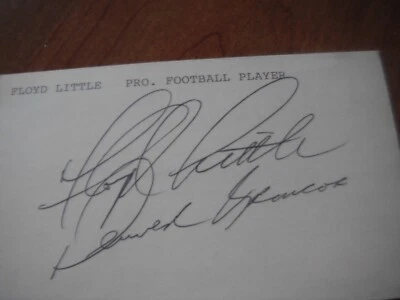 FLOYD LITTLE PRO. FOOTBALL PLAYER
Floyd Little
Denver Broncos